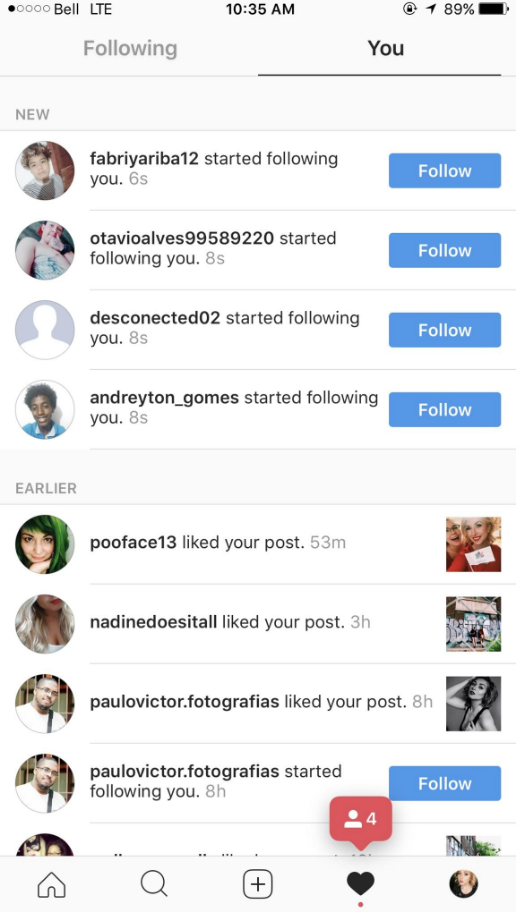 Bell LTE 10:35 AM 89%
Following You
NEW
fabriyariba12 started following
you. 6s
Follow
otavioalves99589220 started
following you. 8s
Follow
desconected02 started following
you. 8s
Follow
andreyton_gomes started following
you. 8s
Follow
EARLIER
pooface13 liked your post. 53m
nadinedoesitall liked your post. 3h
paulovictor.fotografias liked your post. 8h
paulovictor.fotografias started
following you. 8h
Follow
4